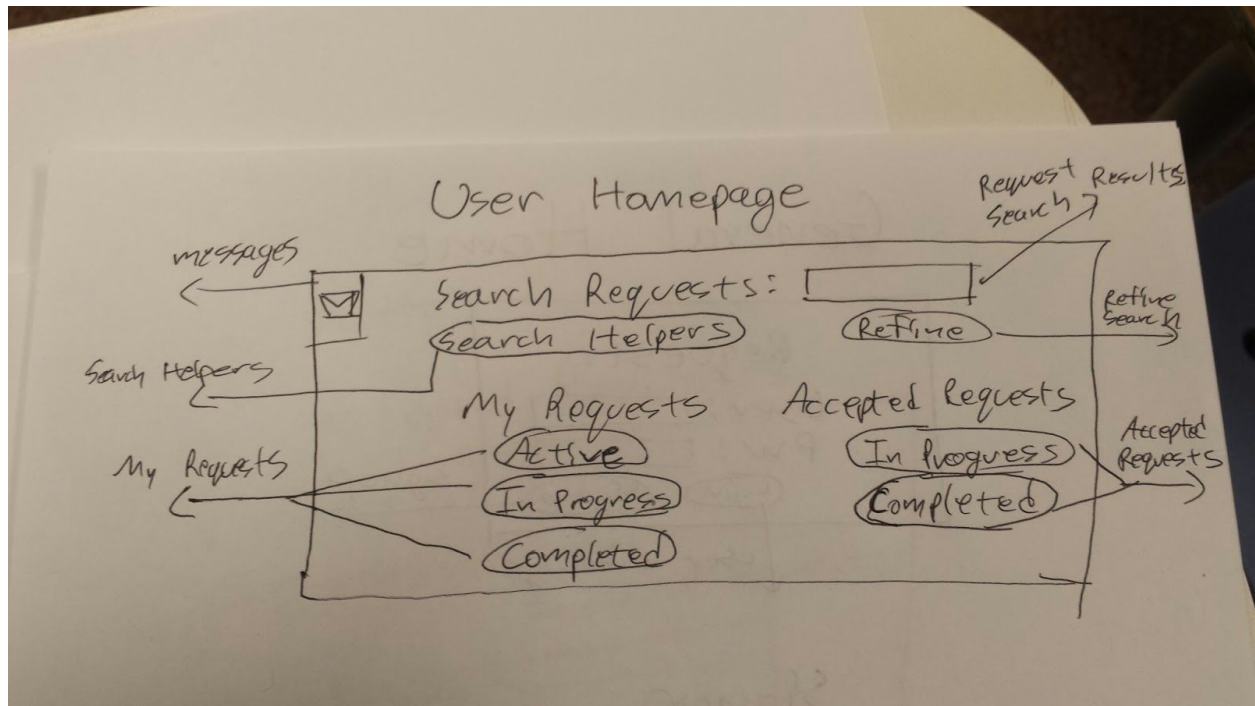 User Homepage
Request Search Results
messages
Search Requests:
Search Helpers
Refine
Refine Search
Search Helpers
My Requests
Accepted Requests
Active
In Progress
Completed
In Progress
Completed
My Requests
Accepted Requests